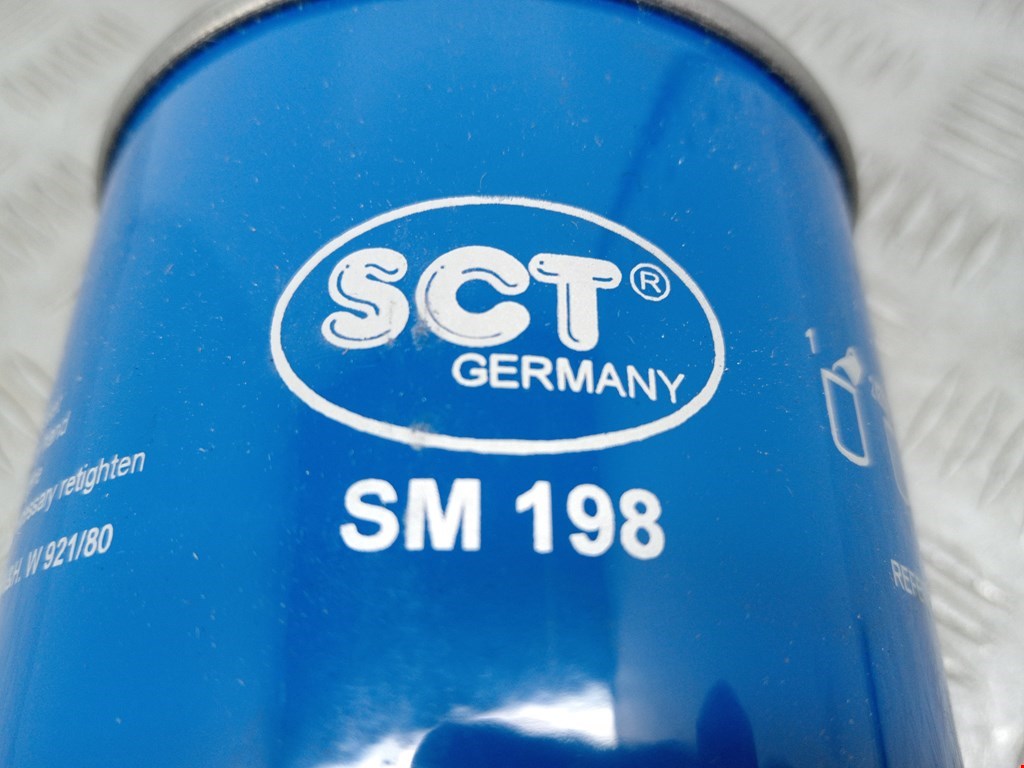 SCT®
GERMANY
SM 198
retighten
W 921/80
1